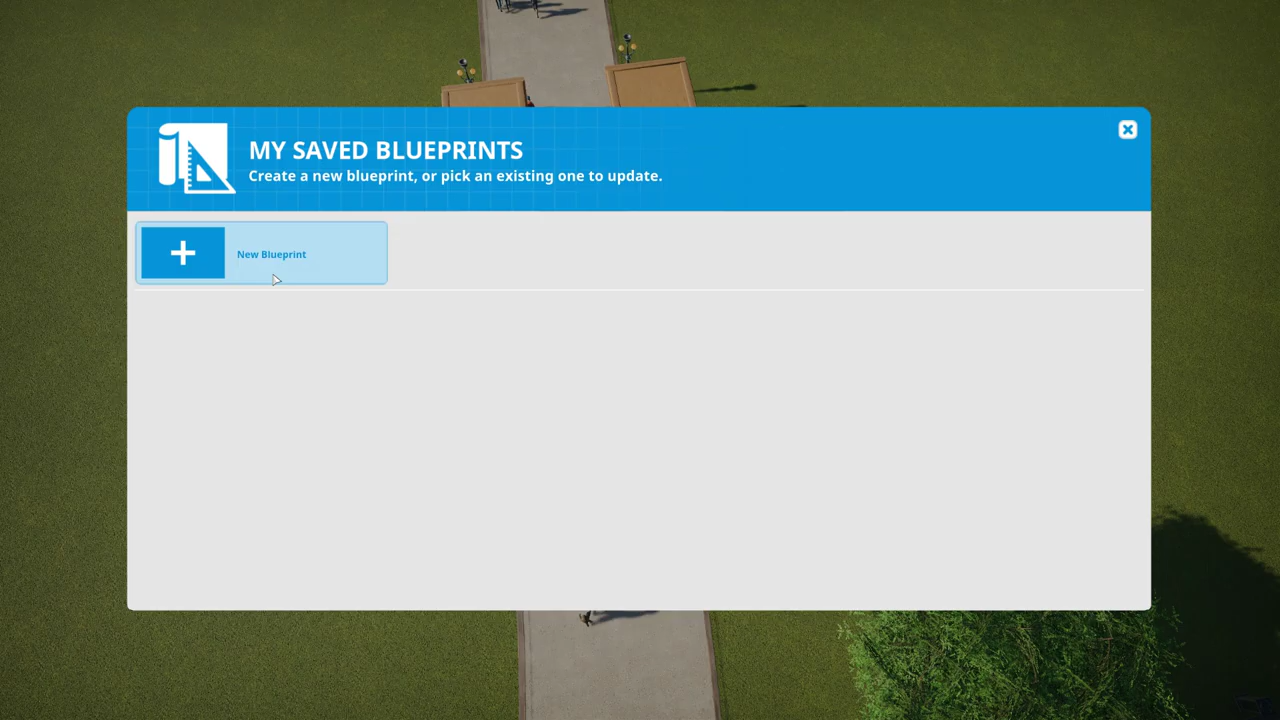 MY SAVED BLUEPRINTS
Create a new blueprint, or pick an existing one to update.
New Blueprint